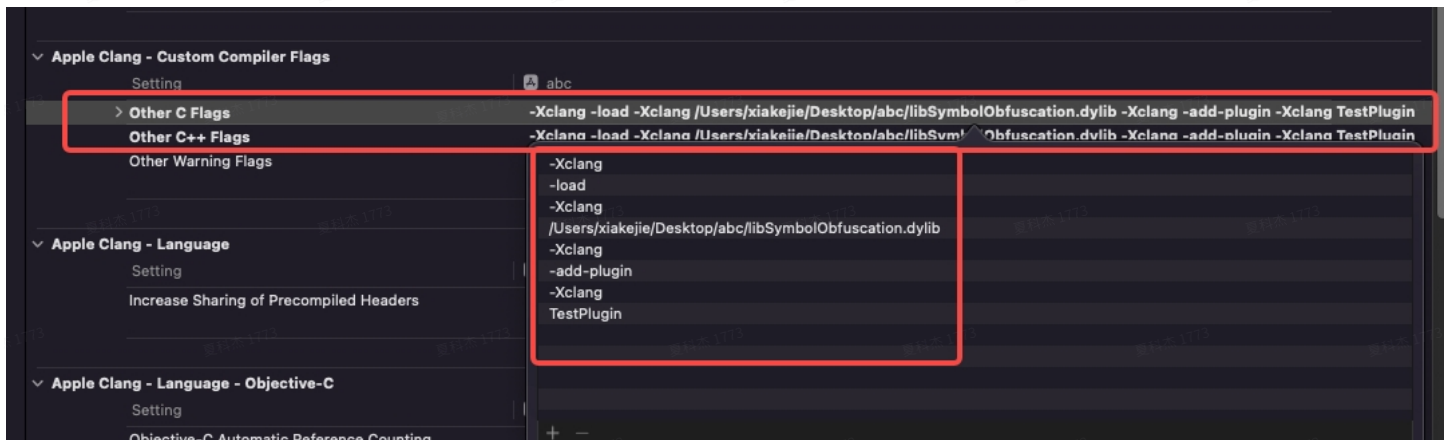 Apple Clang - Custom Compiler Flags
Setting abc
Other C Flags -Xclang -load -Xclang /Users/xiakejie/Desktop/abc/libSymbolObfuscation.dylib -Xclang -add-plugin -Xclang TestPlugin
Other C++ Flags -Xclang -load -Xclang /Users/xiakejie/Desktop/abc/libSymbolObfuscation.dylib -Xclang -add-plugin -Xclang TestPlugin
Other Warning Flags
-Xclang
-load
-Xclang
/Users/xiakejie/Desktop/abc/libSymbolObfuscation.dylib
-Xclang
-add-plugin
-Xclang
TestPlugin
Apple Clang - Language
Setting
Increase Sharing of Precompiled Headers
Apple Clang - Language - Objective-C
Setting
Objective-C Automatic Reference Counting